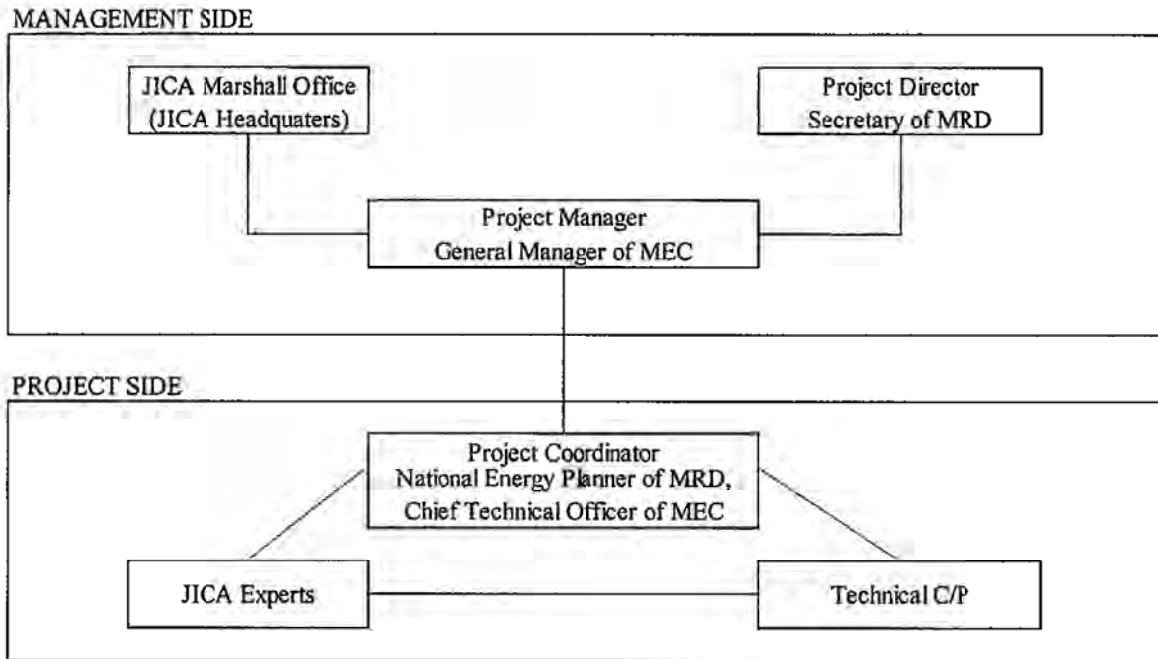 MANAGEMENT SIDE
JICA Marshall Office
(JICA Headquaters)
Project Director
Secretary of MRD
Project Manager
General Manager of MEC
PROJECT SIDE
Project Coordinator
National Energy Planner of MRD,
Chief Technical Officer of MEC
JICA Experts
Technical C/P